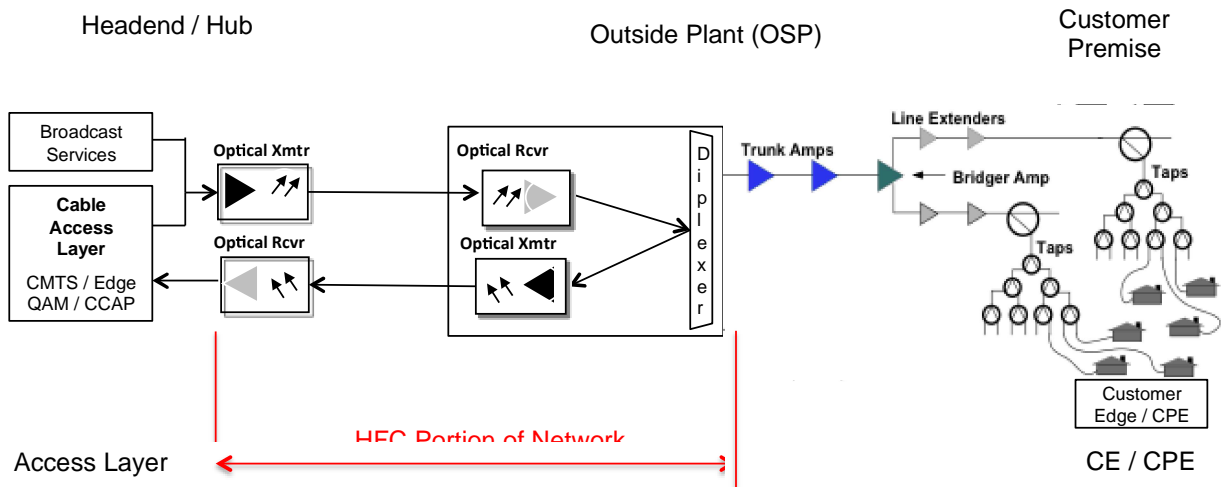 Headend / Hub
Outside Plant (OSP)
Customer
Premise
Broadcast
Services
Cable
Access
Layer
CMTS / Edge
QAM / CCAP
Optical Xmtr
Optical Rcvr
Optical Rcvr
Optical Xmtr
Diplexer
Trunk Amps
Line Extenders
Bridger Amp
Taps
Taps
Customer
Edge / CPE
HFC Portion of Network
Access Layer
CE / CPE